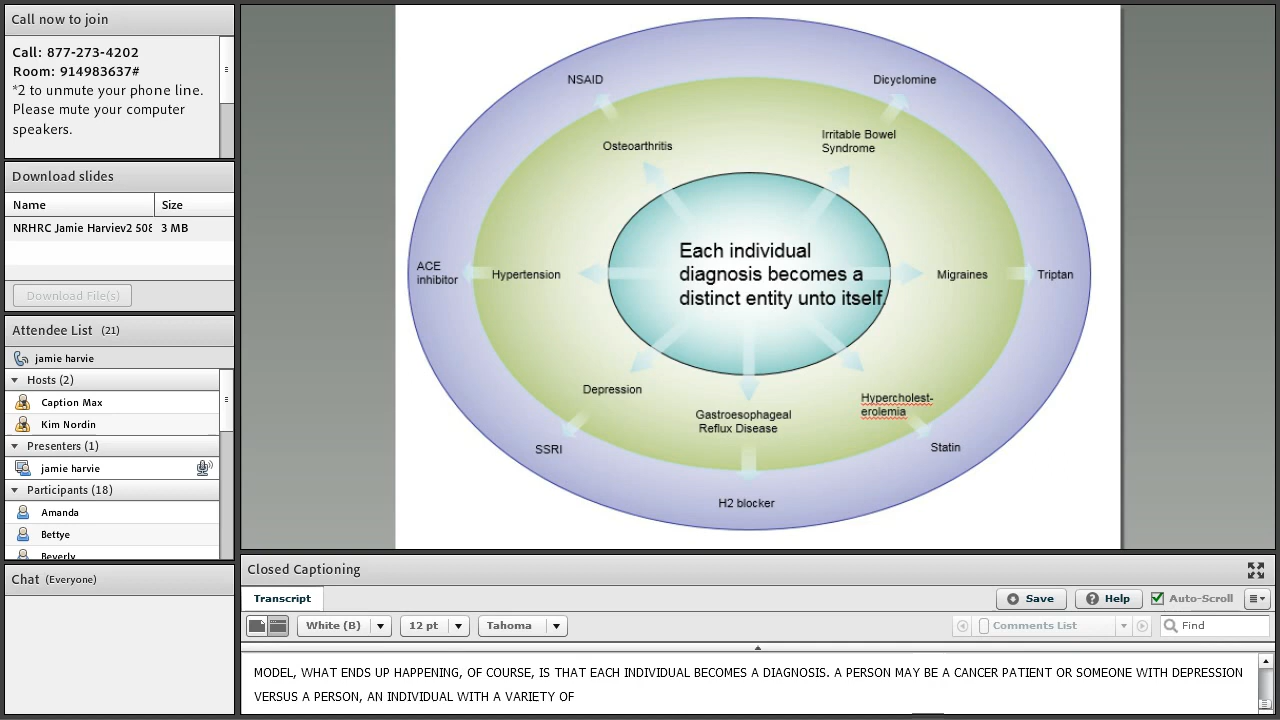 Call now to join
Call: 877-273-4202
Room: 914983637#
*2 to unmute your phone line.
Please mute your computer
speakers.
Download slides
Name Size
NRHRC Jamie Harviev2 508 3 MB
Download File(s)
Attendee List (21)
jamie harvie
Hosts (2)
Caption Max
Kim Nordin
Presenters (1)
jamie harvie
Participants (18)
Amanda
Bettye
Beverly
Chat (Everyone)
NSAID
Dicyclomine
Osteoarthritis
Irritable Bowel
Syndrome
Each individual
diagnosis becomes a
distinct entity unto itself.
ACE
inhibitor
Hypertension
Migraines
Triptan
Depression
Gastroesophageal
Reflux Disease
Hypercholest-
erolemia
SSRI
Statin
H2 blocker
Closed Captioning
Transcript
Save
Help
Auto-Scroll
White (B)
12 pt
Tahoma
Comments List
Find
MODEL, WHAT ENDS UP HAPPENING, OF COURSE, IS THAT EACH INDIVIDUAL BECOMES A DIAGNOSIS. A PERSON MAY BE A CANCER PATIENT OR SOMEONE WITH DEPRESSION
VERSUS A PERSON, AN INDIVIDUAL WITH A VARIETY OF